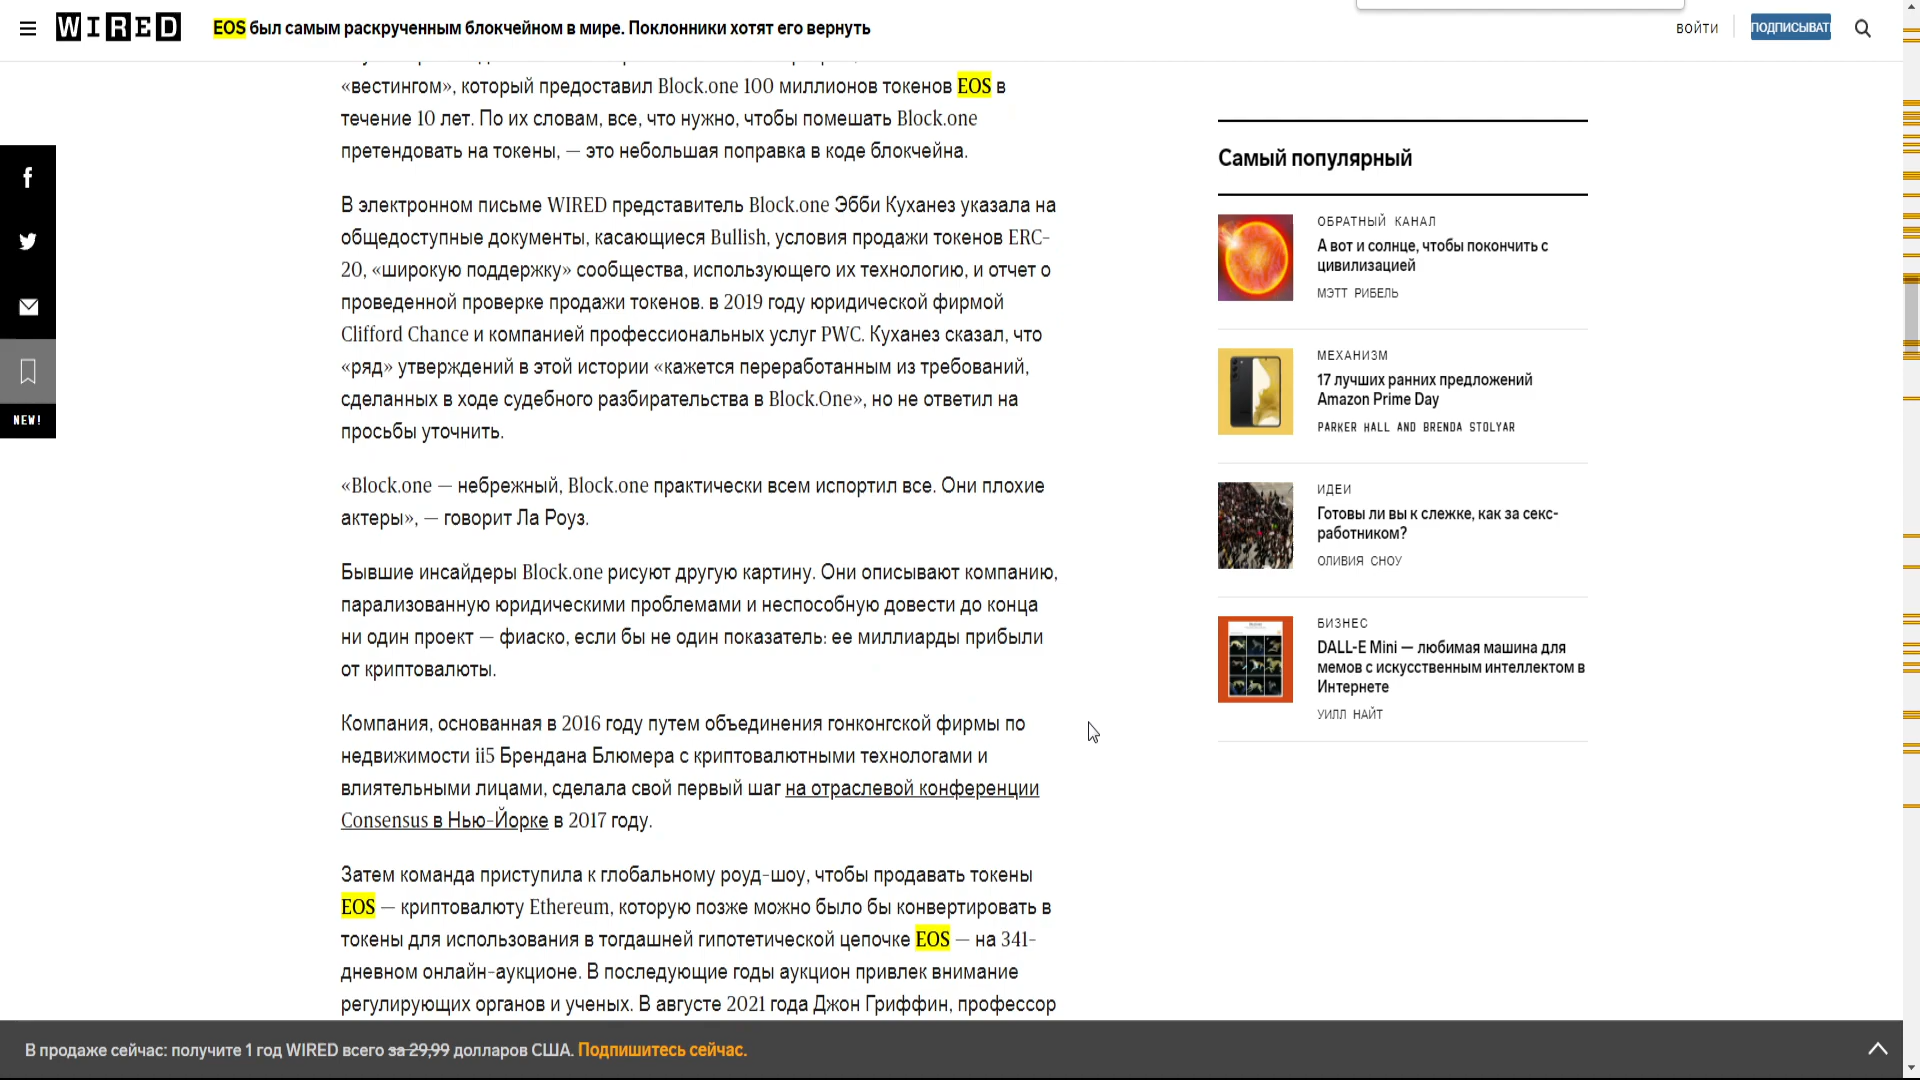 WIRED
EOS был самым раскрученным блокчейном в мире. Поклонники хотят его вернуть
ВОЙТИ
ПОДПИСЫВАТ
«вестингом», который предоставил Block.one 100 миллионов токенов EOS в
течение 10 лет. По их словам, все, что нужно, чтобы помешать Block.one
претендовать на токены, — это небольшая поправка в коде блокчейна.
В электронном письме WIRED представитель Block.one Эбби Куханез указала на
общедоступные документы, касающиеся Bullish, условия продажи токенов ERC-
20, «широкую поддержку» сообщества, использующего их технологию, и отчет о
проведенной проверке продажи токенов. в 2019 году юридической фирмой
Clifford Chance и компанией профессиональных услуг PWC. Куханез сказал, что
«ряд» утверждений в этой истории «кажется переработанным из требований,
сделанных в ходе судебного разбирательства в Block.One», но не ответил на
просьбы уточнить.
«Block.one — небрежный, Block.one практически всем испортил все. Они плохие
актеры», — говорит Ла Роуз.
Бывшие инсайдеры Block.one рисуют другую картину. Они описывают компанию,
парализованную юридическими проблемами и неспособную довести до конца
ни один проект — фиаско, если бы не один показатель: ее миллиарды прибыли
от криптовалюты.
Компания, основанная в 2016 году путем объединения гонконгской фирмы по
недвижимости ii5 Брендана Блюмера с криптовалютными технологами и
влиятельными лицами, сделала свой первый шаг на отраслевой конференции
Consensus в Нью-Йорке в 2017 году.
Затем команда приступила к глобальному роуд-шоу, чтобы продавать токены
EOS — криптовалюту Ethereum, которую позже можно было бы конвертировать в
токены для использования в тогдашней гипотетической цепочке EOS — на 341-
дневном онлайн-аукционе. В последующие годы аукцион привлек внимание
регулирующих органов и ученых. В августе 2021 года Джон Гриффин, профессор
NEW!
Самый популярный
ОБРАТНЫЙ КАНАЛ
А вот и солнце, чтобы покончить с
цивилизацией
МЭТТ РИБЕЛЬ
МЕХАНИЗМ
17 лучших ранних предложений
Amazon Prime Day
PARKER HALL AND BRENDA STOLYAR
ИДЕИ
Готовы ли вы к слежке, как за секс-
работником?
ОЛИВИЯ СНОУ
БИЗНЕС
DALL-E Mini — любимая машина для
мемов с искусственным интеллектом в
Интернете
УИЛЛ НАЙТ
В продаже сейчас: получите 1 год WIRED всего за 29,99 долларов США. Подпишитесь сейчас.